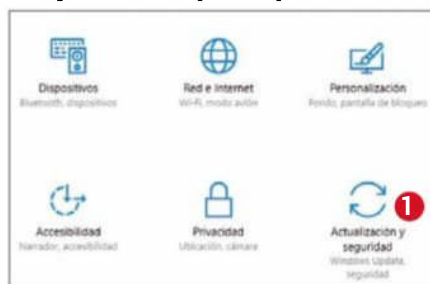 Dispositivos
Bluetooth, dispositivos
Red e Internet
Wi-Fi, modo avión
Personalización
Fondo, pantalla de bloqueo
1
Accesibilidad
Narrador, accesibilidad
Privacidad
Ubicación, cámara
Actualización y
seguridad
Windows Update,
seguridad